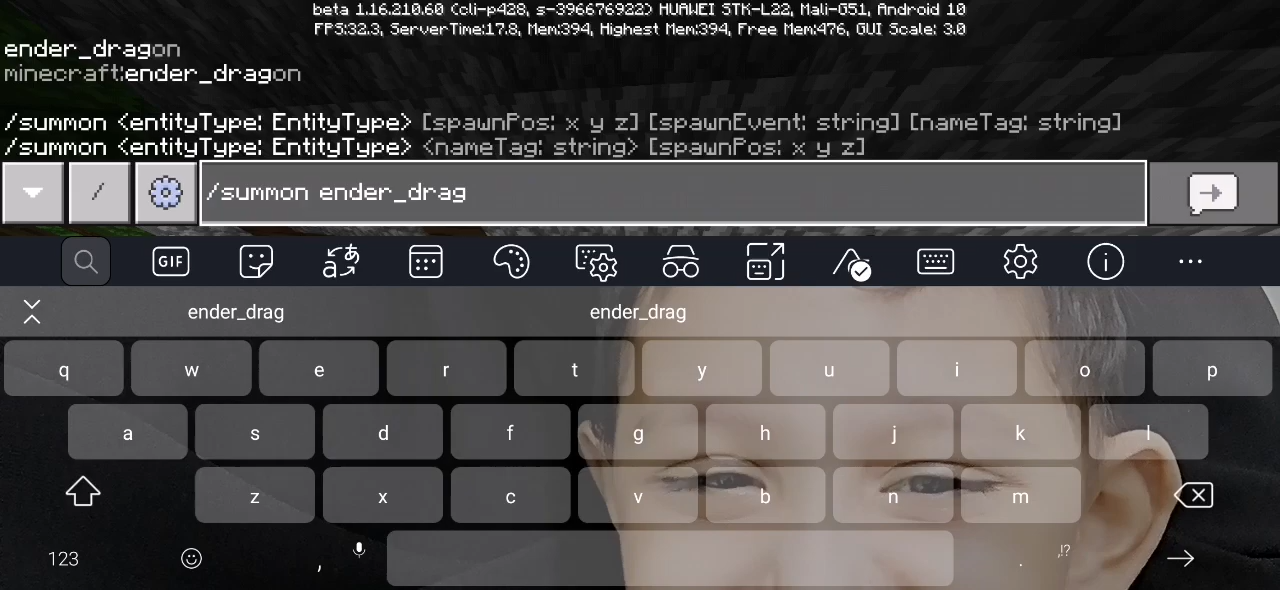 beta 1.16.210.60 (cli-p428, s-396676922) HUAWEI STK-L22, Mali-G51, Android 10
FPS:32.3, ServerTime:17.8, Mem:394, Highest Mem:394, Free Mem:476, GUI Scale: 3.0
ender_dragon
minecraft:ender_dragon
/summon <entityType: EntityType> [spawnPos: x y z] [spawnEvent: string] [nameTag: string]
/summon <entityType: EntityType> <nameTag: string> [spawnPos: x y z]
/ /summon ender_drag
GIF aあ i ...
ender_drag ender_drag
q w e r t y u i o p
a s d f g h j k l
z x c v b n m
123 , . ,!?